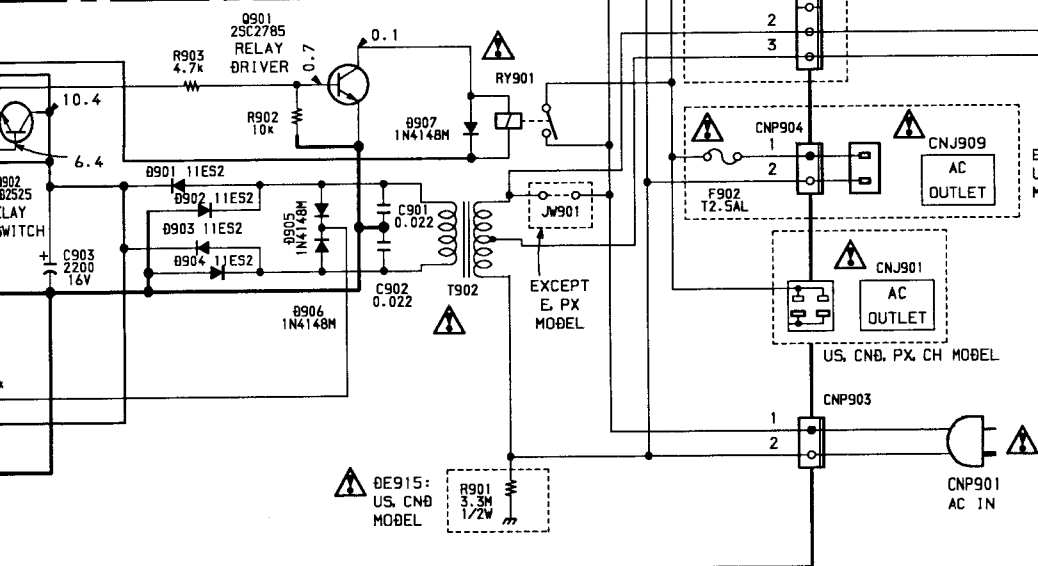 Q901
2SC2785
RELAY
DRIVER
0.7
0.1
R903
4.7k
R902
10k
10.4
6.4
RY901
D907
1N4148M
2
3
CNP904
1
2
F902
T2.5AL
CNJ909
AC
OUTLET
D901 11ES2
D902 11ES2
D903 11ES2
D904 11ES2
D905
1N4148M
C901
0.022
C902
0.022
D906
1N4148M
+
C903
2200
16V
T902
JW901
EXCEPT
E, PX
MODEL
CNJ901
AC
OUTLET
US, CND, PX, CH MODEL
CNP903
1
2
CNP901
AC IN
DE915:
US, CND
MODEL
R901
3.3M
1/2W